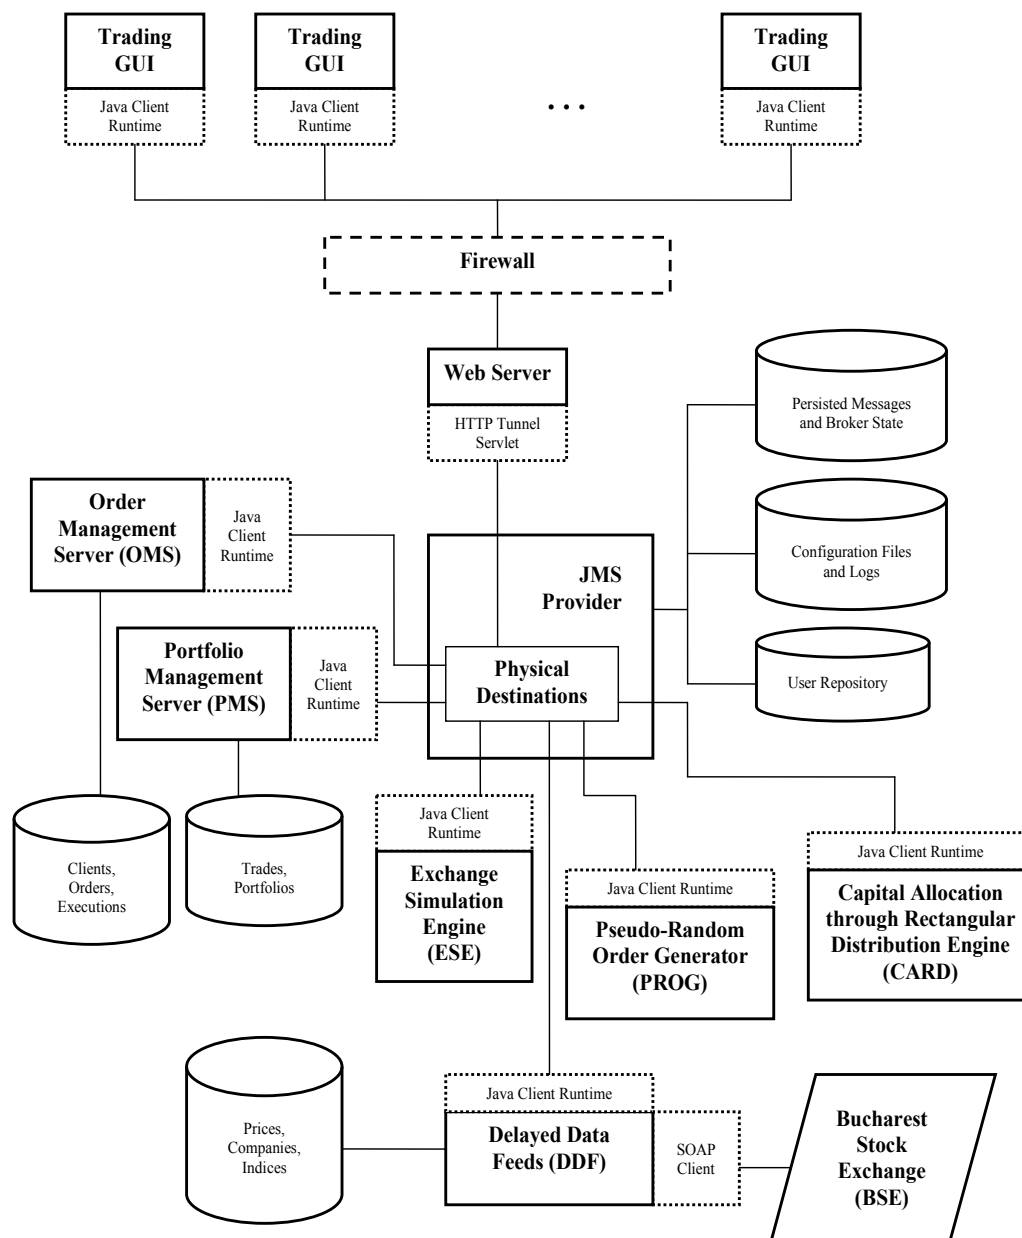 Trading
GUI
Java Client
Runtime
Trading
GUI
Java Client
Runtime
...
Trading
GUI
Java Client
Runtime
Firewall
Web Server
HTTP Tunnel
Servlet
Persisted Messages
and Broker State
Order
Management
Server (OMS)
Java
Client
Runtime
JMS
Provider
Configuration Files
and Logs
Portfolio
Management
Server (PMS)
Java
Client
Runtime
Physical
Destinations
User Repository
Clients,
Orders,
Executions
Trades,
Portfolios
Java Client
Runtime
Exchange
Simulation
Engine
(ESE)
Java Client Runtime
Pseudo-Random
Order Generator
(PROG)
Java Client Runtime
Capital Allocation
through Rectangular
Distribution Engine
(CARD)
Prices,
Companies,
Indices
Java Client Runtime
Delayed Data
Feeds (DDF)
SOAP
Client
Bucharest
Stock
Exchange
(BSE)